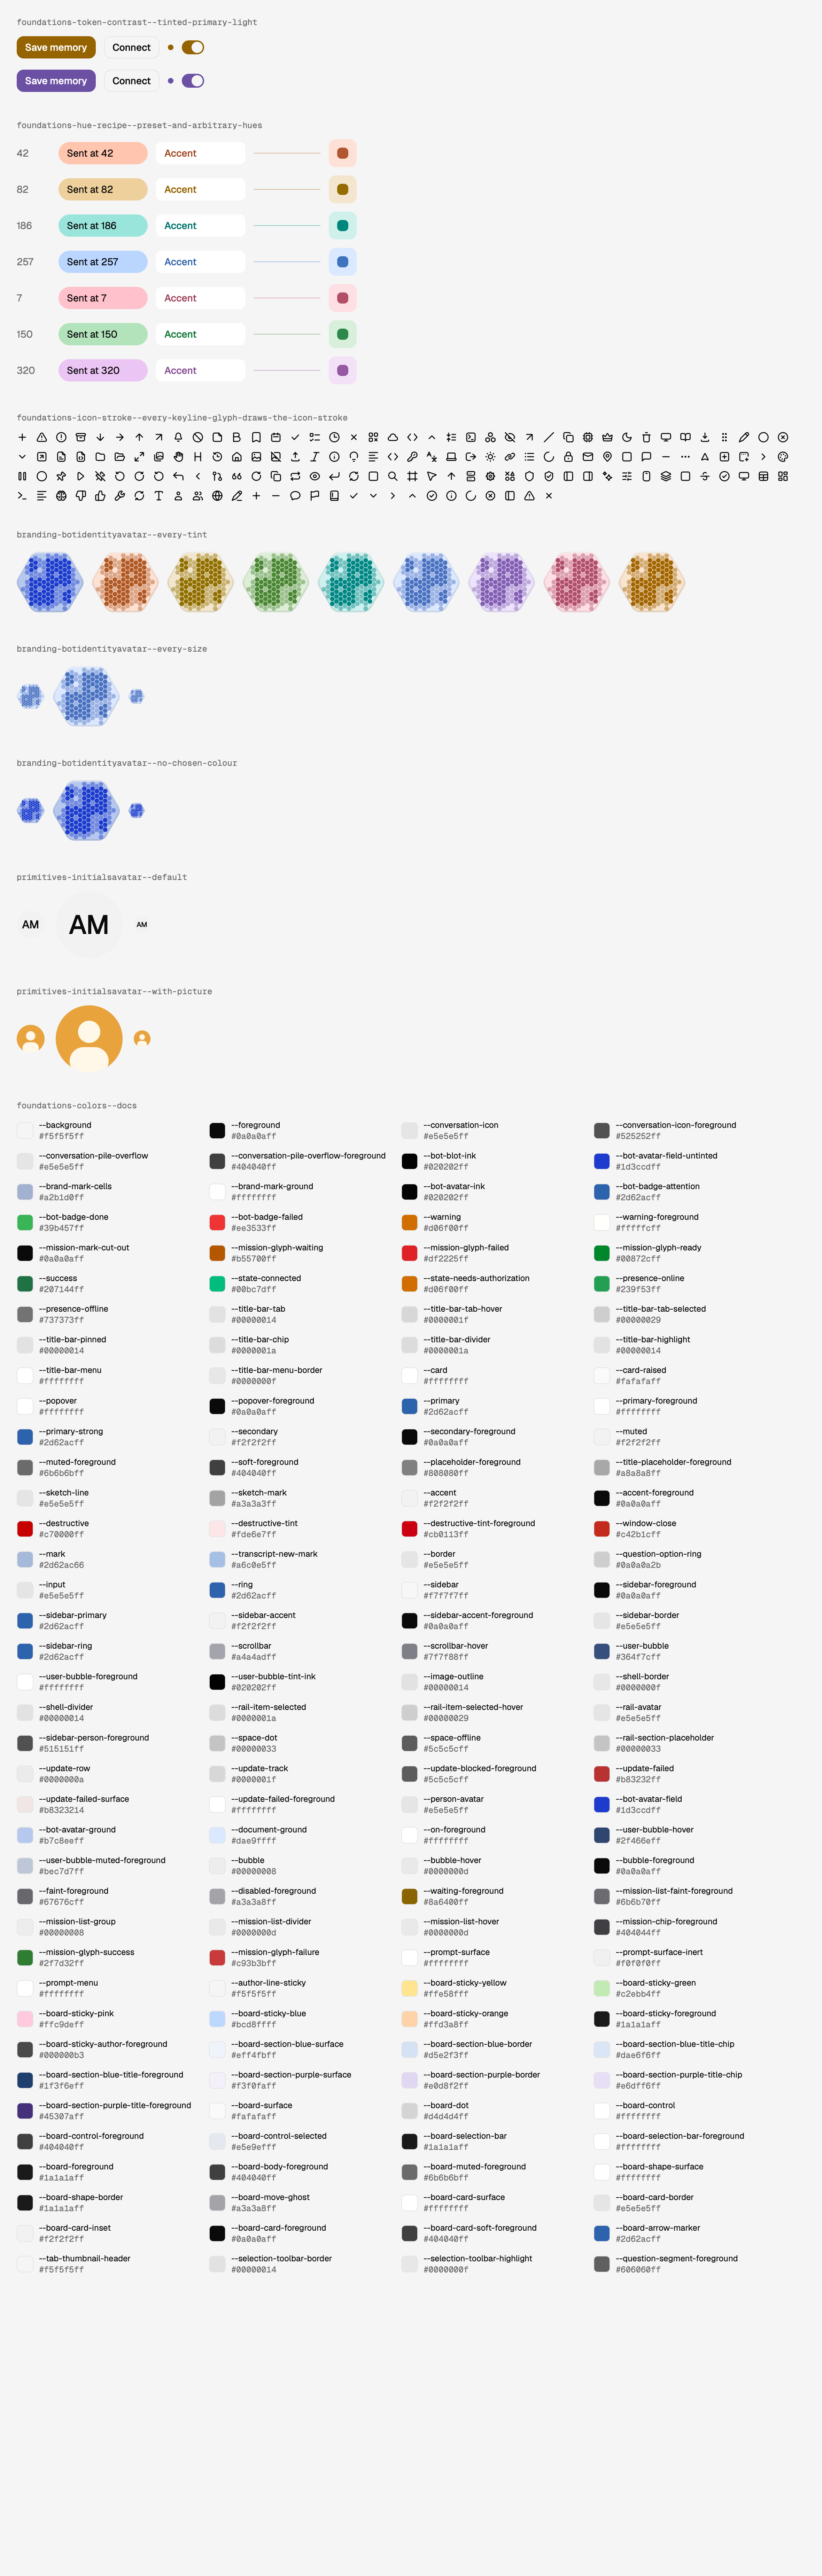 foundations-token-contrast--tinted-primary-light
Save memory Connect
Save memory Connect
foundations-hue-recipe--preset-and-arbitrary-hues
42 Sent at 42 Accent
82 Sent at 82 Accent
186 Sent at 186 Accent
257 Sent at 257 Accent
7 Sent at 7 Accent
150 Sent at 150 Accent
320 Sent at 320 Accent
foundations-icon-stroke--every-keyline-glyph-draws-the-icon-stroke
branding-botidentityavatar--every-tint
branding-botidentityavatar--every-size
branding-botidentityavatar--no-chosen-colour
primitives-initialsavatar--default
AM AM AM
primitives-initialsavatar--with-picture
foundations-colors--docs
--background --foreground --conversation-icon --conversation-icon-foreground
#f5f5f5ff #0a0a0aff #e5e5e5ff #525252ff
--conversation-pile-overflow --conversation-pile-overflow-foreground --bot-blot-ink --bot-avatar-field-untinted
#e5e5e5ff #404040ff #020202ff #1d3ccdff
--brand-mark-cells --brand-mark-ground --bot-avatar-ink --bot-badge-attention
#a2b1d0ff #ffffffff #020202ff #2d62acff
--bot-badge-done --bot-badge-failed --warning --warning-foreground
#39b457ff #ee3533ff #d06f00ff #fffffcff
--mission-mark-cut-out --mission-glyph-waiting --mission-glyph-failed --mission-glyph-ready
#0a0a0aff #b55700ff #df2225ff #00872cff
--success --state-connected --state-needs-authorization --presence-online
#207144ff #00bc7dff #d06f00ff #239f53ff
--presence-offline --title-bar-tab --title-bar-tab-hover --title-bar-tab-selected
#737373ff #00000014 #0000001f #00000029
--title-bar-pinned --title-bar-chip --title-bar-divider --title-bar-highlight
#00000014 #0000001a #0000001a #00000014
--title-bar-menu --title-bar-menu-border --card --card-raised
#ffffffff #0000000f #ffffffff #fafafaff
--popover --popover-foreground --primary --primary-foreground
#ffffffff #0a0a0aff #2d62acff #ffffffff
--primary-strong --secondary --secondary-foreground --muted
#2d62acff #f2f2f2ff #0a0a0aff #f2f2f2ff
--muted-foreground --soft-foreground --placeholder-foreground --title-placeholder-foreground
#6b6b6bff #404040ff #808080ff #a8a8a8ff
--sketch-line --sketch-mark --accent --accent-foreground
#e5e5e5ff #a3a3a3ff #f2f2f2ff #0a0a0aff
--destructive --destructive-tint --destructive-tint-foreground --window-close
#c70000ff #fde6e7ff #cb0113ff #c42b1cff
--mark --transcript-new-mark --border --question-option-ring
#2d62ac66 #a6c0e5ff #e5e5e5ff #0a0a0a2b
--input --ring --sidebar --sidebar-foreground
#e5e5e5ff #2d62acff #f7f7f7ff #0a0a0aff
--sidebar-primary --sidebar-accent --sidebar-accent-foreground --sidebar-border
#2d62acff #f2f2f2ff #0a0a0aff #e5e5e5ff
--sidebar-ring --scrollbar --scrollbar-hover --user-bubble
#2d62acff #a4a4adff #7f7f88ff #364f7cff
--user-bubble-foreground --user-bubble-tint-ink --image-outline --shell-border
#ffffffff #020202ff #00000014 #0000000f
--shell-divider --rail-item-selected --rail-item-selected-hover --rail-avatar
#00000014 #0000001a #00000029 #e5e5e5ff
--sidebar-person-foreground --space-dot --space-offline --rail-section-placeholder
#515151ff #00000033 #5c5c5cff #00000033
--update-row --update-track --update-blocked-foreground --update-failed
#0000000a #0000001f #5c5c5cff #b83232ff
--update-failed-surface --update-failed-foreground --person-avatar --bot-avatar-field
#b8323214 #ffffffff #e5e5e5ff #1d3ccdff
--bot-avatar-ground --document-ground --on-foreground --user-bubble-hover
#b7c8eeff #dae9ffff #ffffffff #2f466eff
--user-bubble-muted-foreground --bubble --bubble-hover --bubble-foreground
#bec7d7ff #00000008 #0000000d #0a0a0aff
--faint-foreground --disabled-foreground --waiting-foreground --mission-list-faint-foreground
#67676cff #a3a3a8ff #8a6400ff #6b6b70ff
--mission-list-group --mission-list-divider --mission-list-hover --mission-chip-foreground
#00000008 #0000000d #0000000d #404044ff
--mission-glyph-success --mission-glyph-failure --prompt-surface --prompt-surface-inert
#2f7d32ff #c93b3bff #ffffffff #f0f0f0ff
--prompt-menu --author-line-sticky --board-sticky-yellow --board-sticky-green
#ffffffff #f5f5f5ff #ffe58fff #c2ebb4ff
--board-sticky-pink --board-sticky-blue --board-sticky-orange --board-sticky-foreground
#ffc9deff #bcd8ffff #ffd3a8ff #1a1a1aff
--board-sticky-author-foreground --board-section-blue-surface --board-section-blue-border --board-section-blue-title-chip
#000000b3 #eff4fbff #d5e2f3ff #dae6f6ff
--board-section-blue-title-foreground --board-section-purple-surface --board-section-purple-border --board-section-purple-title-chip
#1f3f6eff #f3f0faff #e0d8f2ff #e6dff6ff
--board-section-purple-title-foreground --board-surface --board-dot --board-control
#45307aff #fafafaff #d4d4d4ff #ffffffff
--board-control-foreground --board-control-selected --board-selection-bar --board-selection-bar-foreground
#404040ff #e5e9efff #1a1a1aff #ffffffff
--board-foreground --board-body-foreground --board-muted-foreground --board-shape-surface
#1a1a1aff #404040ff #6b6b6bff #ffffffff
--board-shape-border --board-move-ghost --board-card-surface --board-card-border
#1a1a1aff #a3a3a8ff #ffffffff #e5e5e5ff
--board-card-inset --board-card-foreground --board-card-soft-foreground --board-arrow-marker
#f2f2f2ff #0a0a0aff #404040ff #2d62acff
--tab-thumbnail-header --selection-toolbar-border --selection-toolbar-highlight --question-segment-foreground
#f5f5f5ff #00000014 #0000000f #606060ff